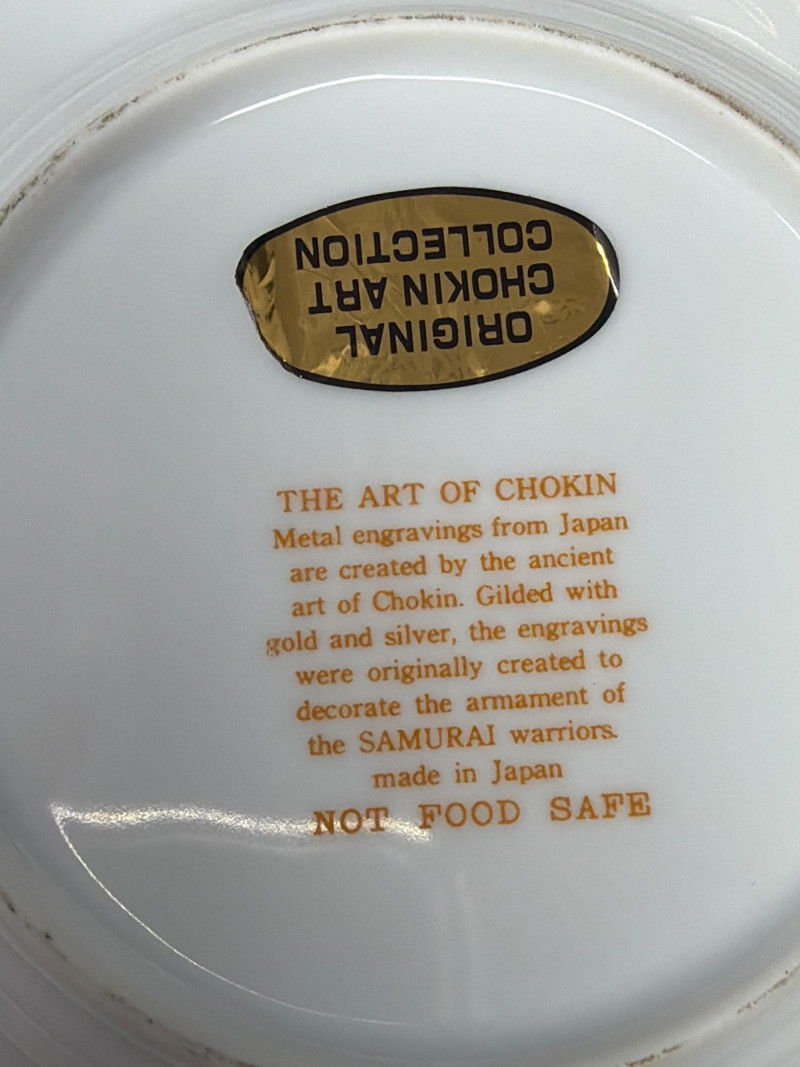 ORIGINAL
CHOKIN ART
COLLECTION
THE ART OF CHOKIN
Metal engravings from Japan
are created by the ancient
art of Chokin. Gilded with
gold and silver, the engravings
were originally created to
decorate the armament of
the SAMURAI warriors.
made in Japan
NOT FOOD SAFE